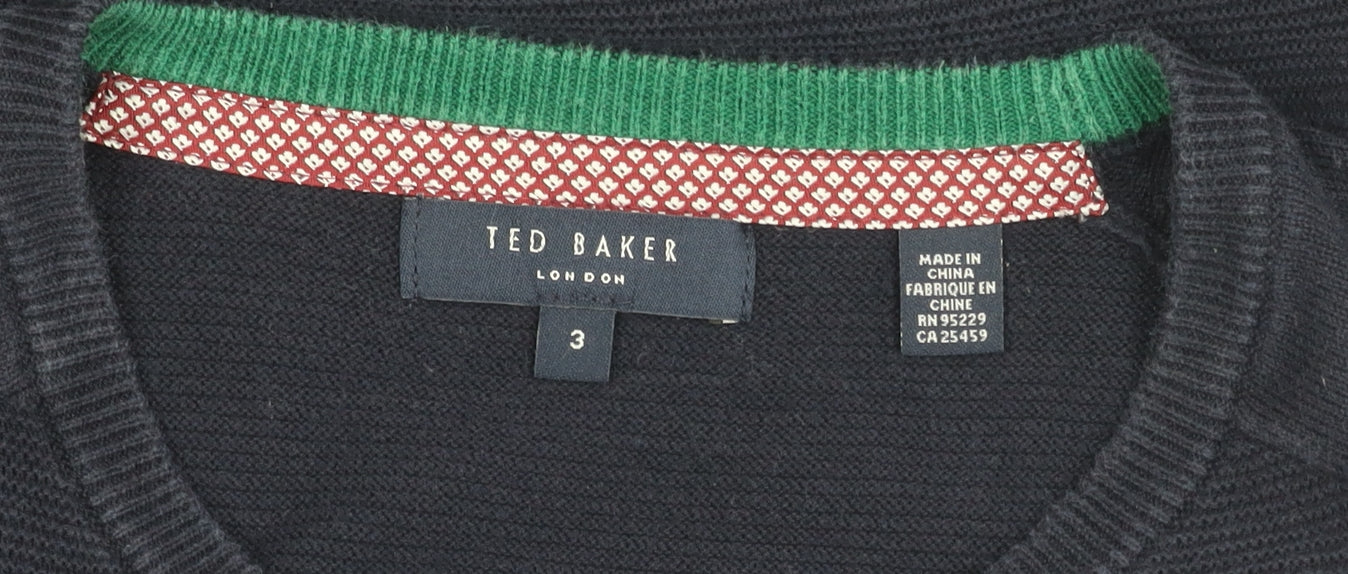 TED BAKER
LONDON
3
MADE IN
CHINA
FABRIQUE EN
CHINE
RN 95229
CA 25459